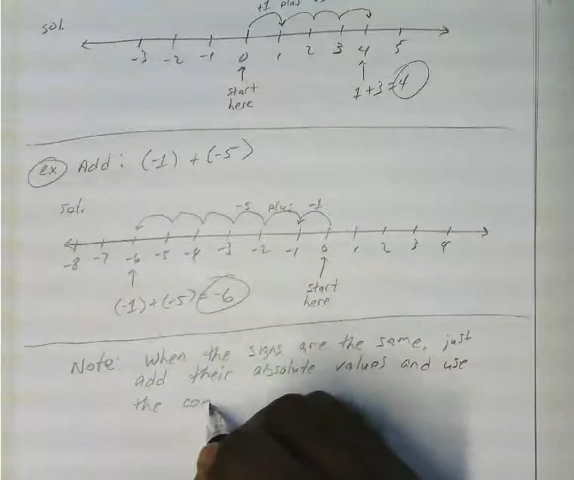 +1 plus
sol.
-3 -2 -1 0 1 2 3 4 5
start
here
1+3=4
ex Add: (-1) + (-5)
sol.
-5 plus -1
-8 -7 -6 -5 -4 -3 -2 -1 0 1 2 3 4
(-1)+(-5)=-6
start
here
Note: When the signs are the same, just
add their absolute values and use
the com